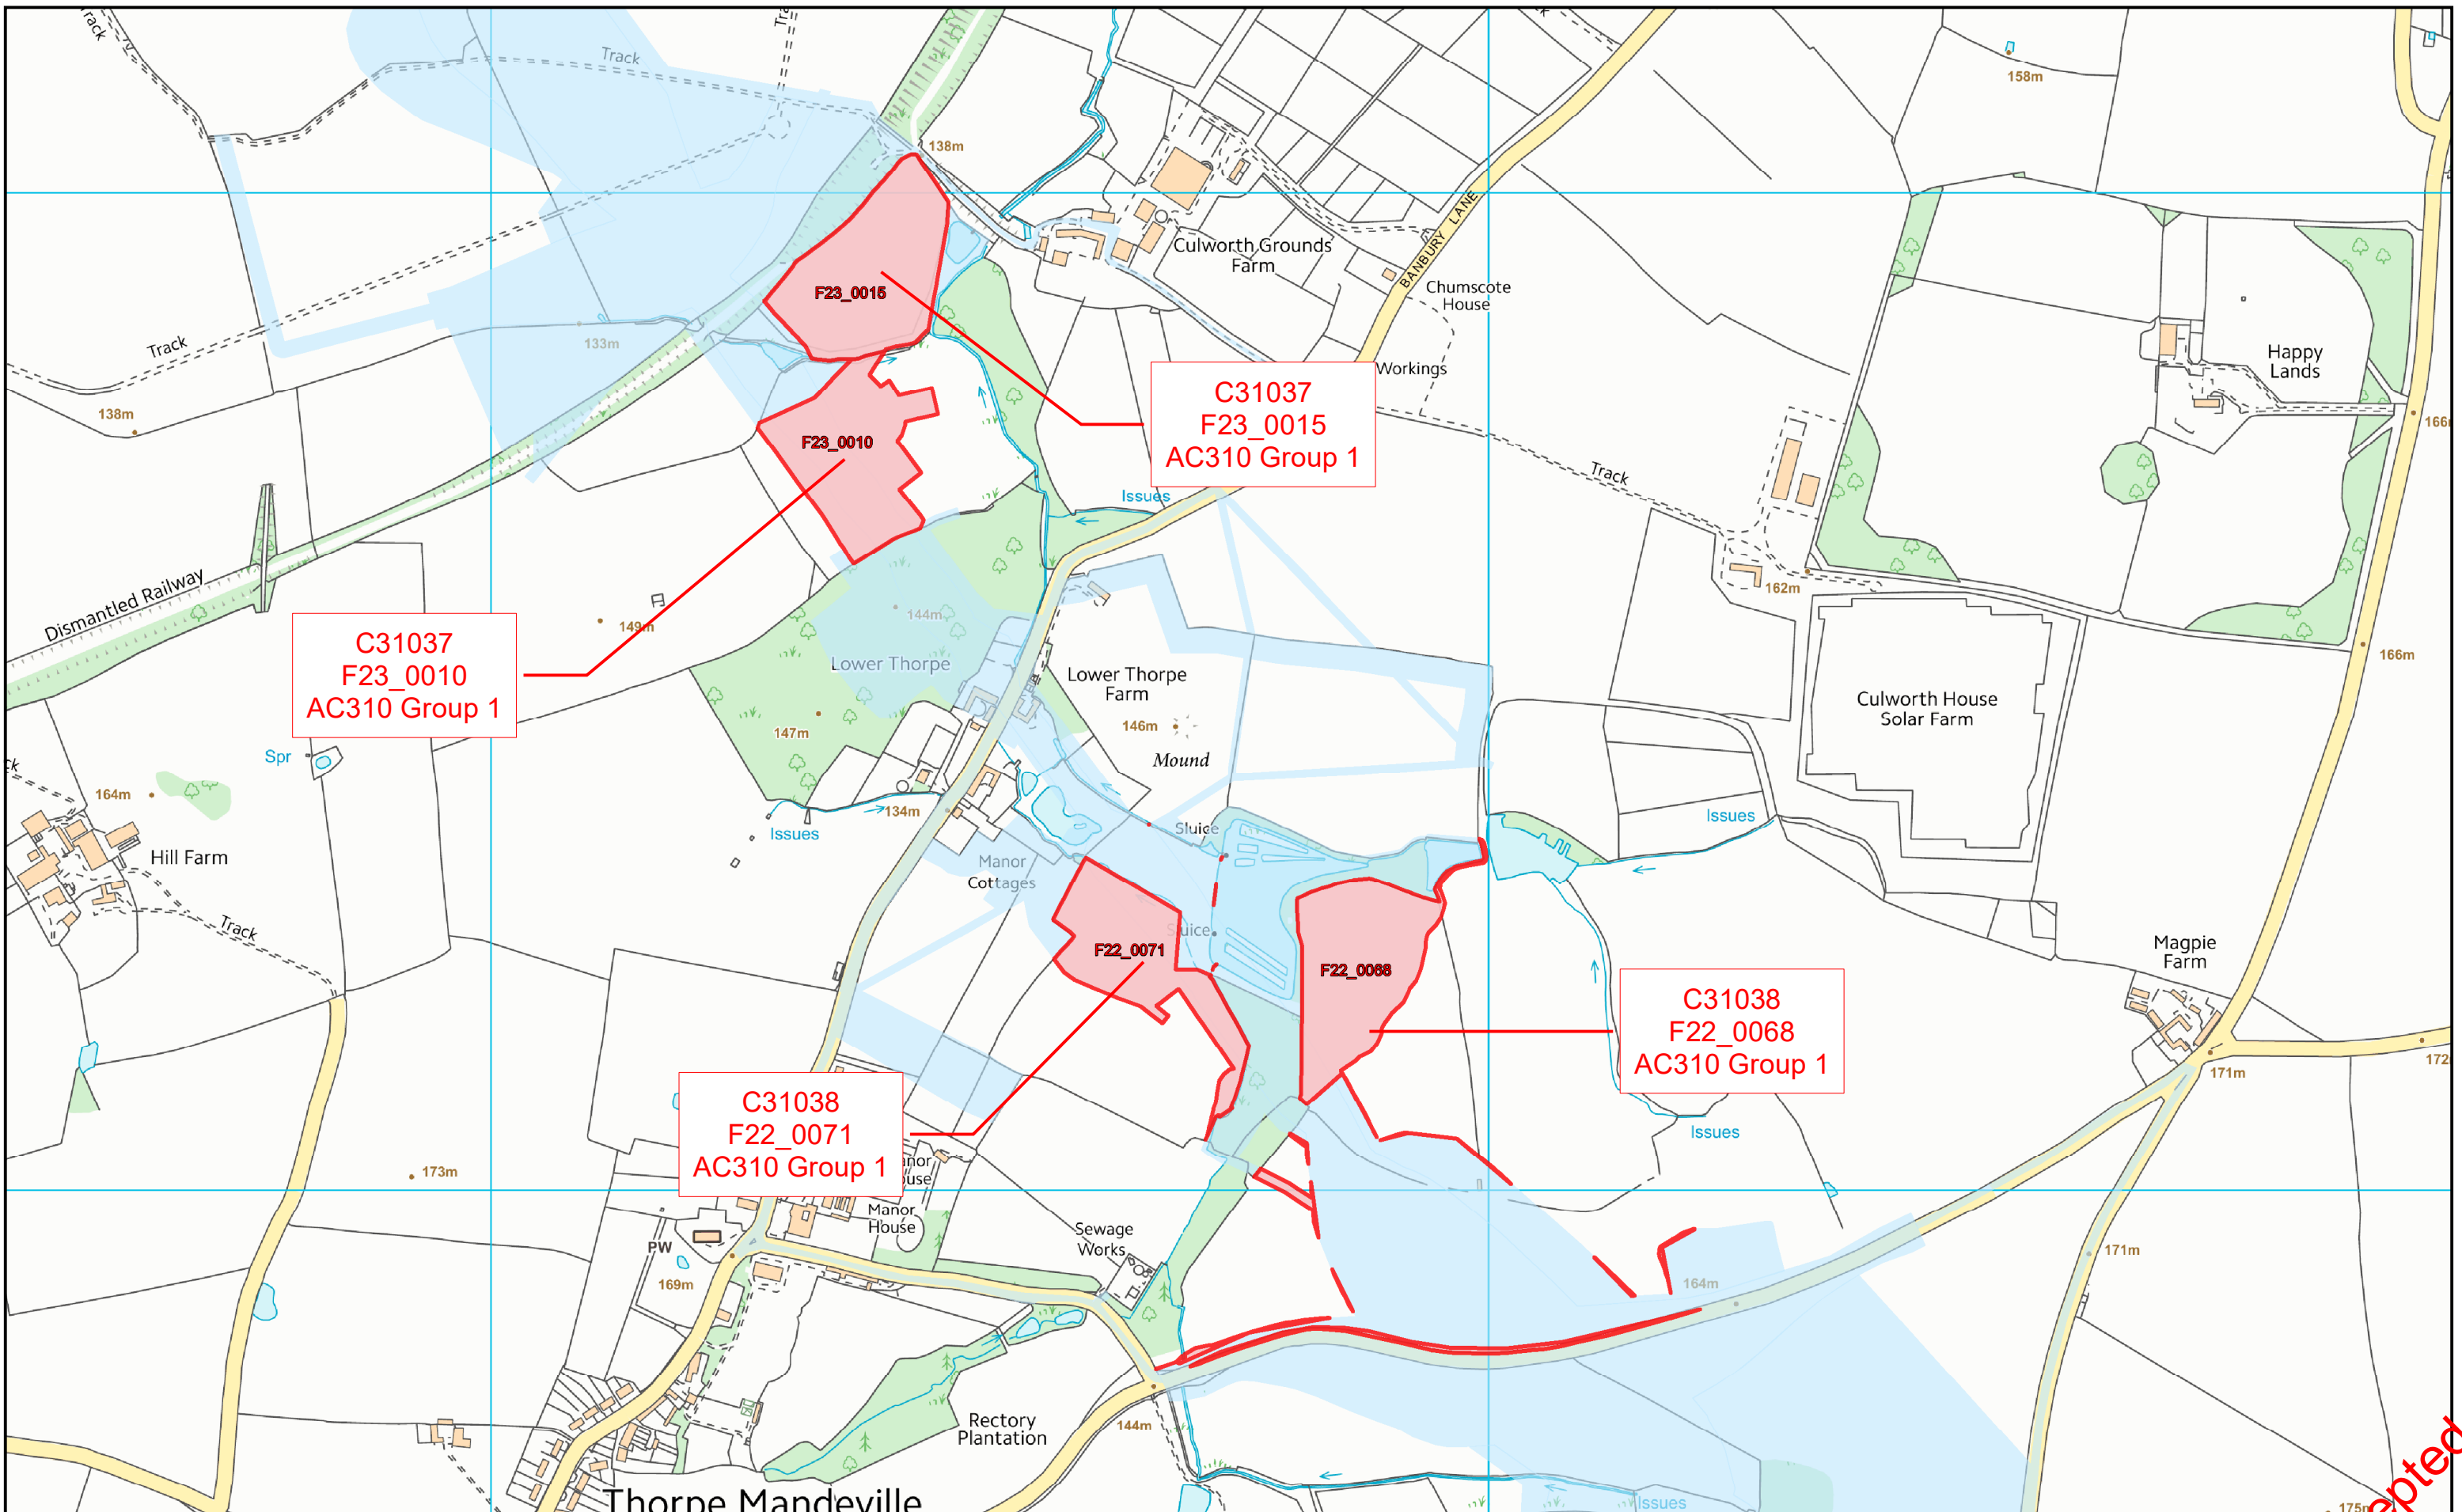 Track
Track
Track
158m
138m
BANBURY LANE
Culworth Grounds
Farm
F23_0015
Chumscote
House
133m
Track
Workings
Happy
Lands
138m
C31037
F23_0015
AC310 Group 1
F23_0010
Track
Issues
Dismantled Railway
162m
144m
149m
166m
C31037
F23_0010
AC310 Group 1
Lower Thorpe
Lower Thorpe
Farm
Culworth House
Solar Farm
147m
146m
Mound
Spr
164m
134m
Issues
Sluice
Issues
Hill Farm
Manor
Cottages
Track
Sluice
F22_0071
F22_0068
Magpie
Farm
C31038
F22_0068
AC310 Group 1
172
171m
C31038
F22_0071
AC310 Group 1
Issues
173m
Manor
House
Sewage
Works
PW
171m
169m
164m
Rectory
Plantation
144m
Thorpe Mandeville
Issues
175m